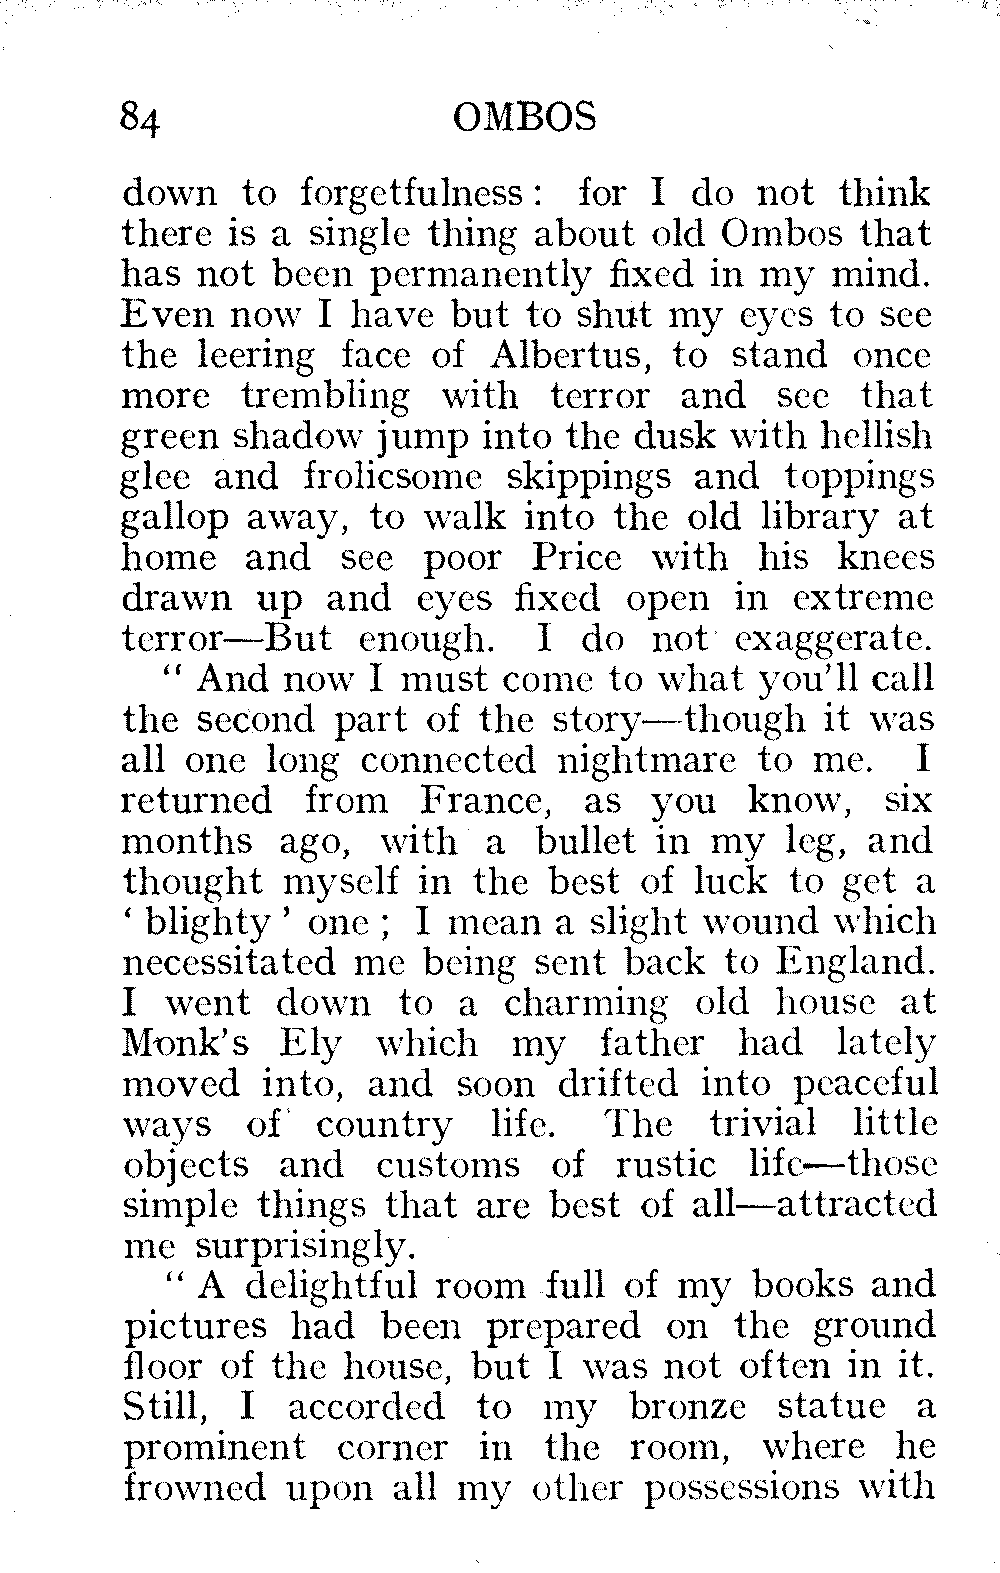 84 OMBOS
down to forgetfulness : for I do not think
there is a single thing about old Ombos that
has not been permanently fixed in my mind.
Even now I have but to shut my eyes to see
the leering face of Albertus, to stand once
more trembling with terror and see that
green shadow jump into the dusk with hellish
glee and frolicsome skippings and toppings
gallop away, to walk into the old library at
home and see poor Price with his knees
drawn up and eyes fixed open in extreme
terror—But enough. I do not exaggerate.
“ And now I must come to what you'll call
the second part of the story—though it was
all one long connected nightmare to me. I
returned from France, as you know, six
months ago, with a bullet in my leg, and
thought myself in the best of luck to get a
‘ blighty ’ one ; I mean a slight wound which
necessitated me being sent back to England.
I went down to a charming old house at
Monk's Ely which my father had lately
moved into, and soon drifted into peaceful
ways of country life. The trivial little
objects and customs of rustic life—those
simple things that are best of all—attracted
me surprisingly.
“ A delightful room full of my books and
pictures had been prepared on the ground
floor of the house, but I was not often in it.
Still, I accorded to my bronze statue a
prominent corner in the room, where he
frowned upon all my other possessions with